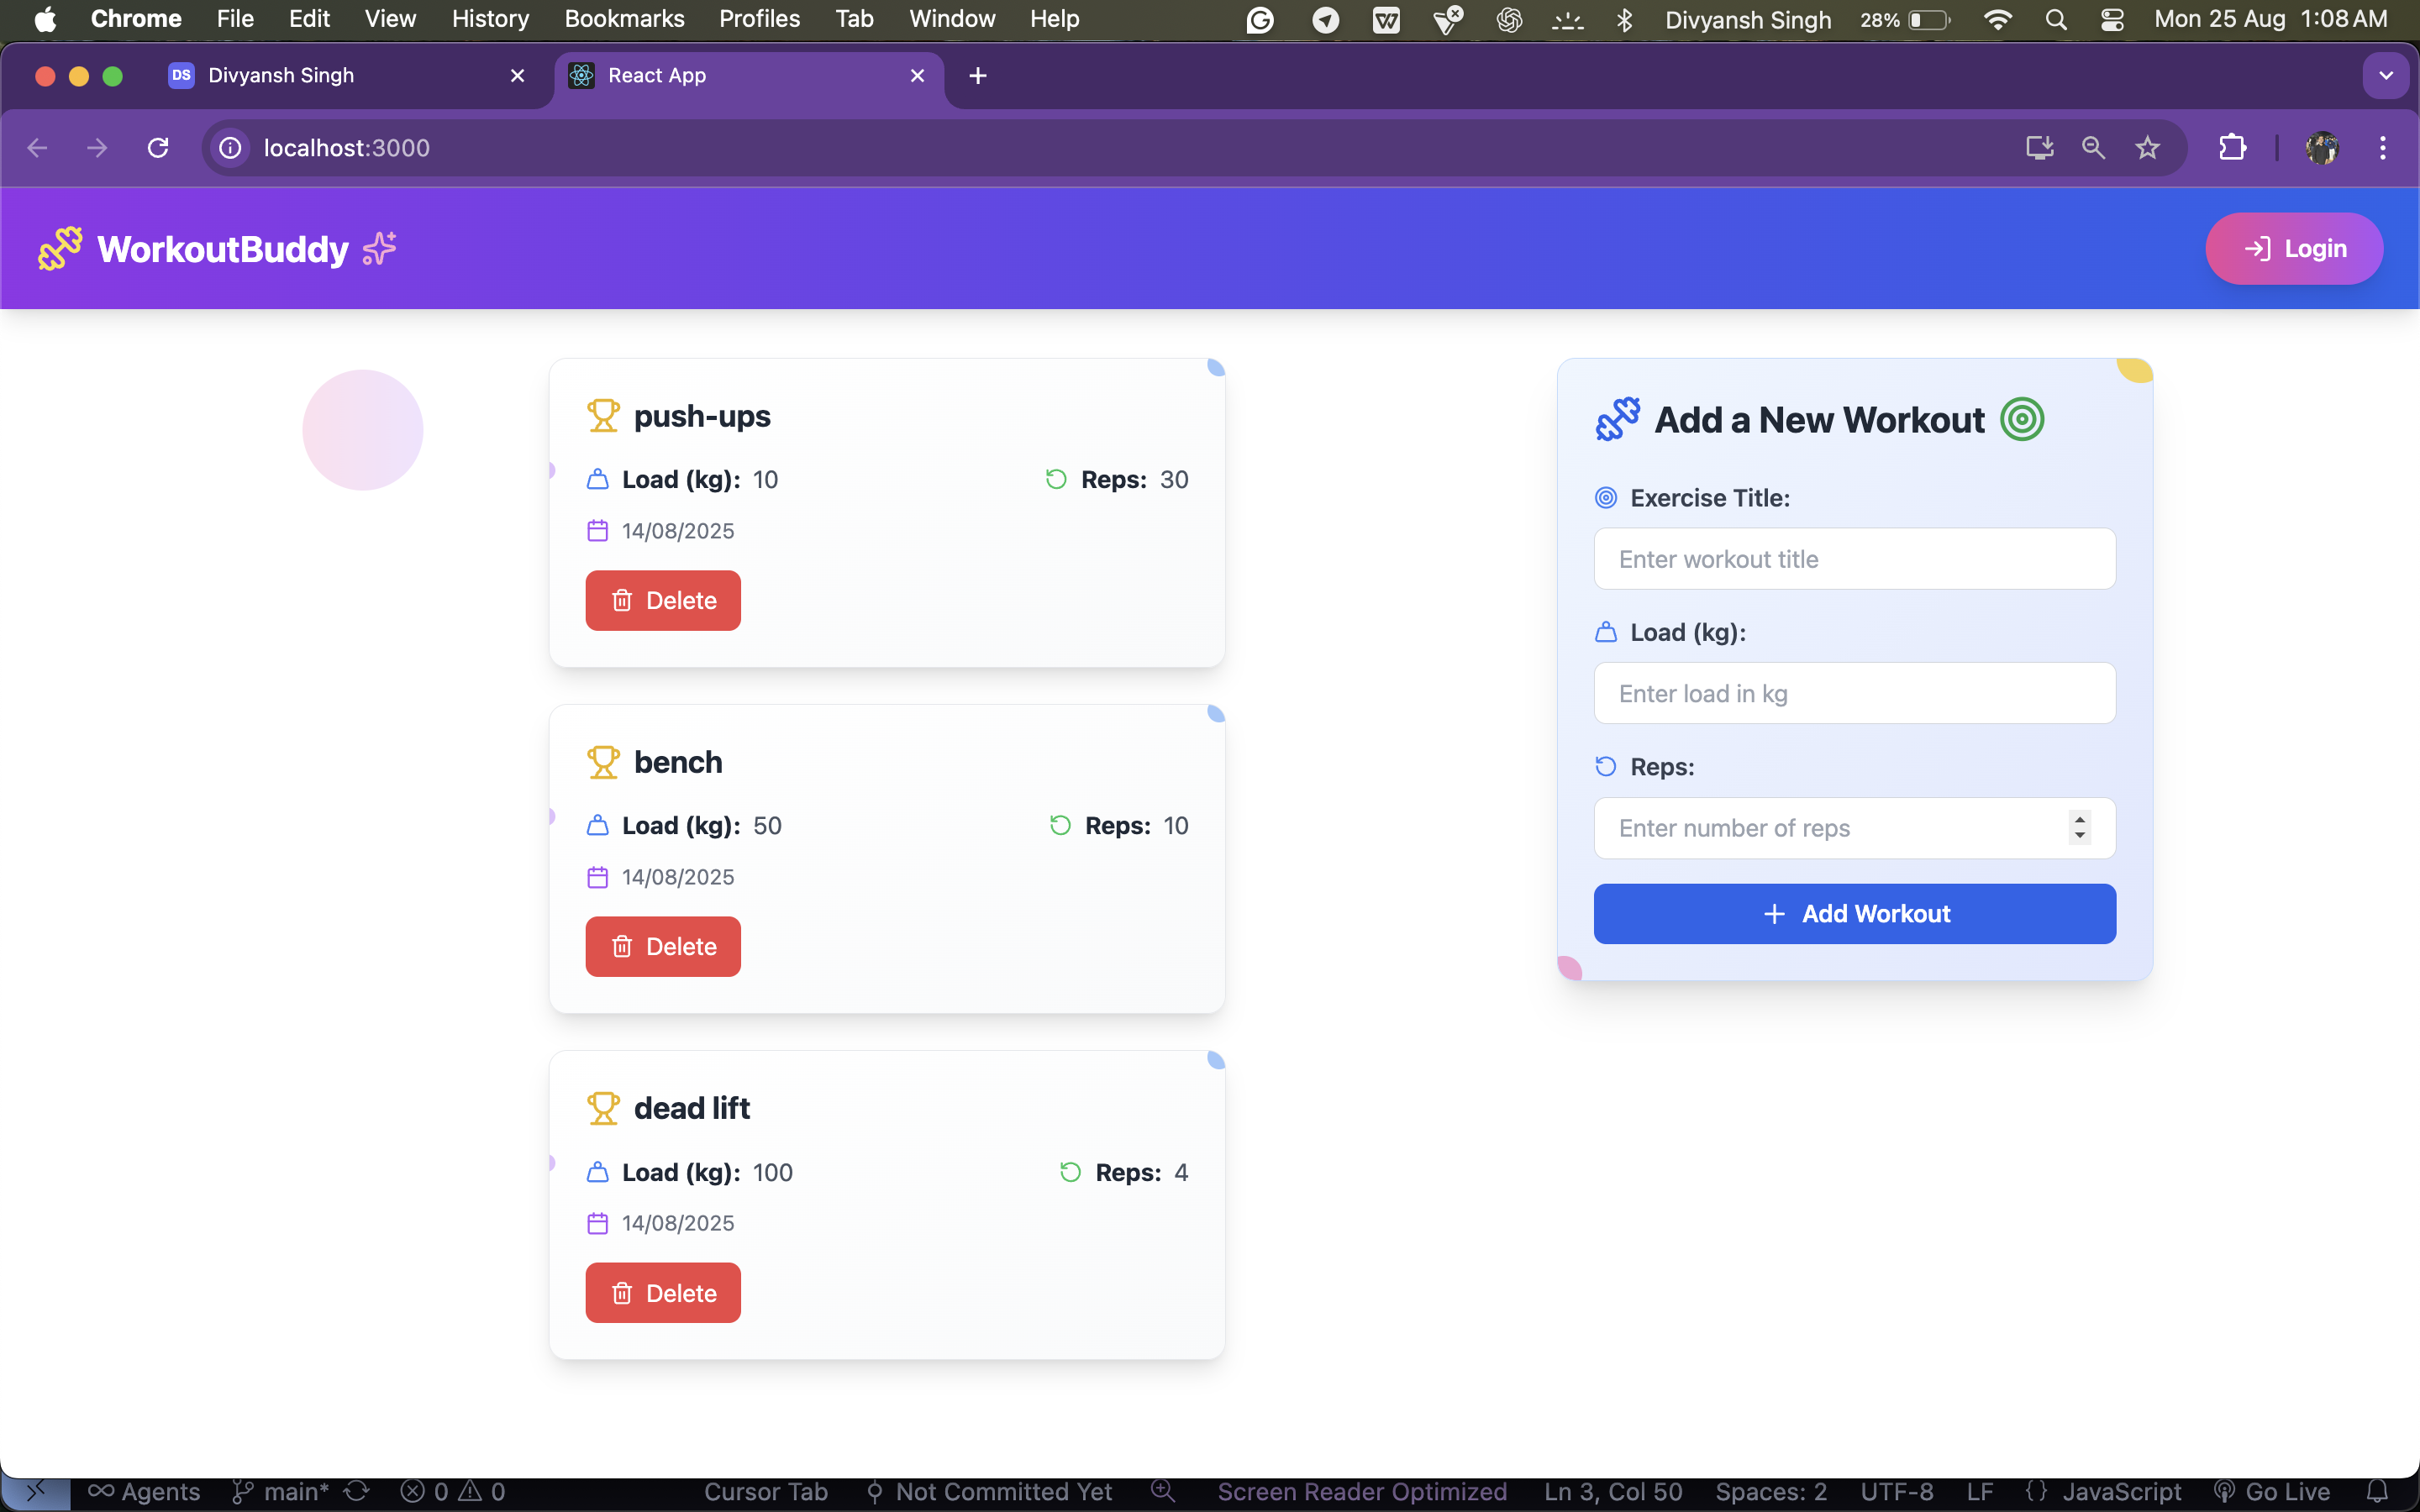 Chrome File Edit View History Bookmarks Profiles Tab Window Help Divyansh Singh 28% Mon 25 Aug 1:08 AM
DS Divyansh Singh React App
localhost:3000
WorkoutBuddy Login
push-ups
Load (kg): 10 Reps: 30
14/08/2025
Delete
bench
Load (kg): 50 Reps: 10
14/08/2025
Delete
dead lift
Load (kg): 100 Reps: 4
14/08/2025
Delete
Add a New Workout
Exercise Title:
Enter workout title
Load (kg):
Enter load in kg
Reps:
Enter number of reps
Add Workout
Agents main* 0 0 Cursor Tab Not Committed Yet Screen Reader Optimized Ln 3, Col 50 Spaces: 2 UTF-8 LF {} JavaScript Go Live